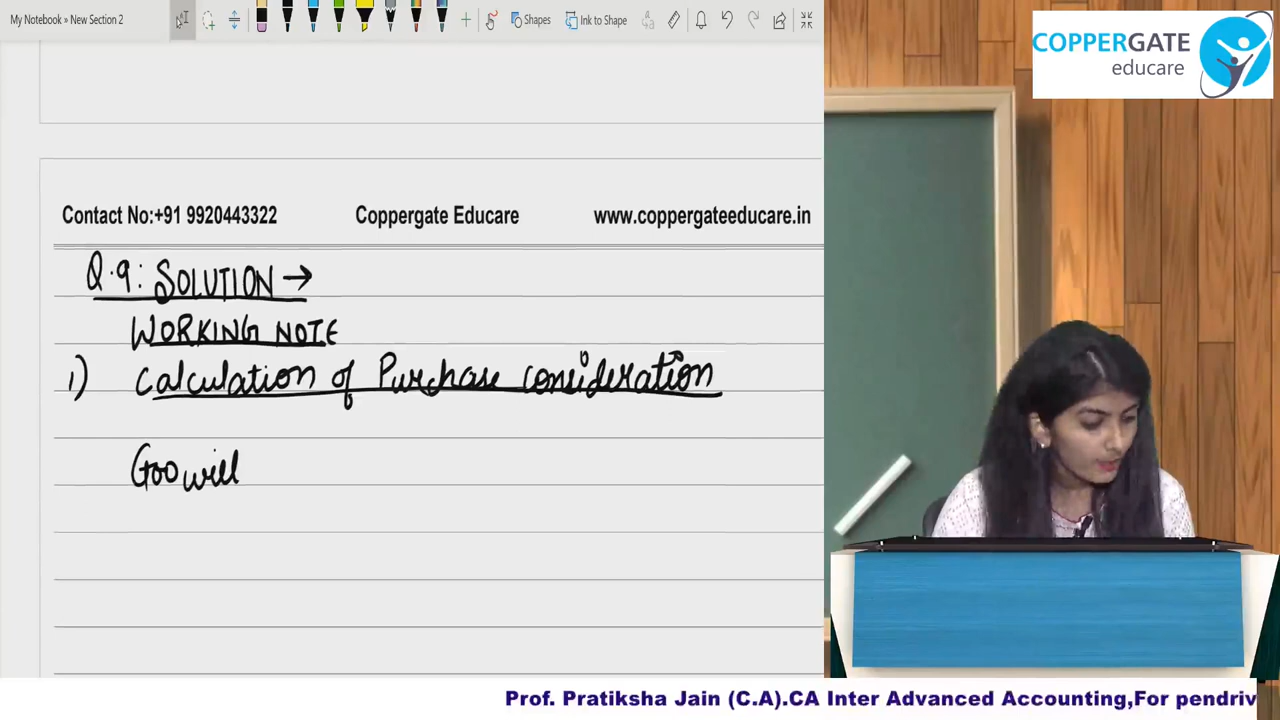 My Notebook » New Section 2
Shapes
Ink to Shape
COPPERGATE
educare
Contact No:+91 9920443322 Coppergate Educare www.coppergateeducare.in
Q.9: SOLUTION →
WORKING NOTE
1) Calculation of Purchase consideration
Goowill
Prof. Pratiksha Jain (C.A).CA Inter Advanced Accounting,For pendriv